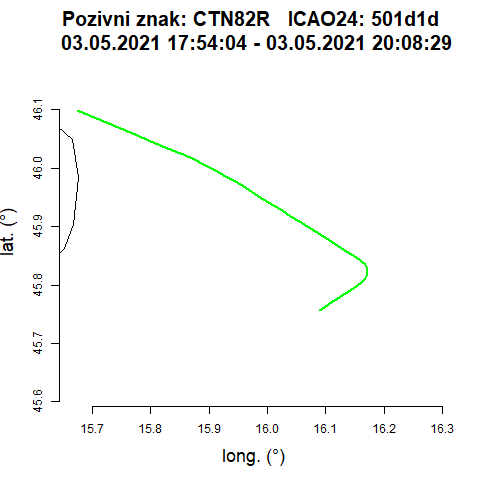 Pozivni znak: CTN82R   ICAO24: 501d1d
03.05.2021 17:54:04 - 03.05.2021 20:08:29
46.1
46.0
45.9
45.8
45.7
45.6
lat. (°)
15.7 15.8 15.9 16.0 16.1 16.2 16.3
long. (°)